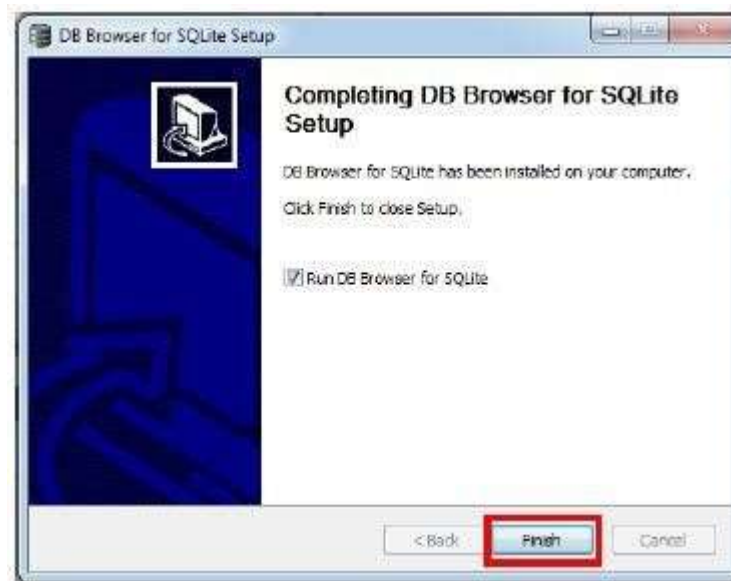 DB Browser for SQLite Setup
Completing DB Browser for SQLite
Setup
DB Browser for SQLite has been installed on your computer.
Click Finish to close Setup.
Run DB Browser for SQLite
< Back
Finish
Cancel